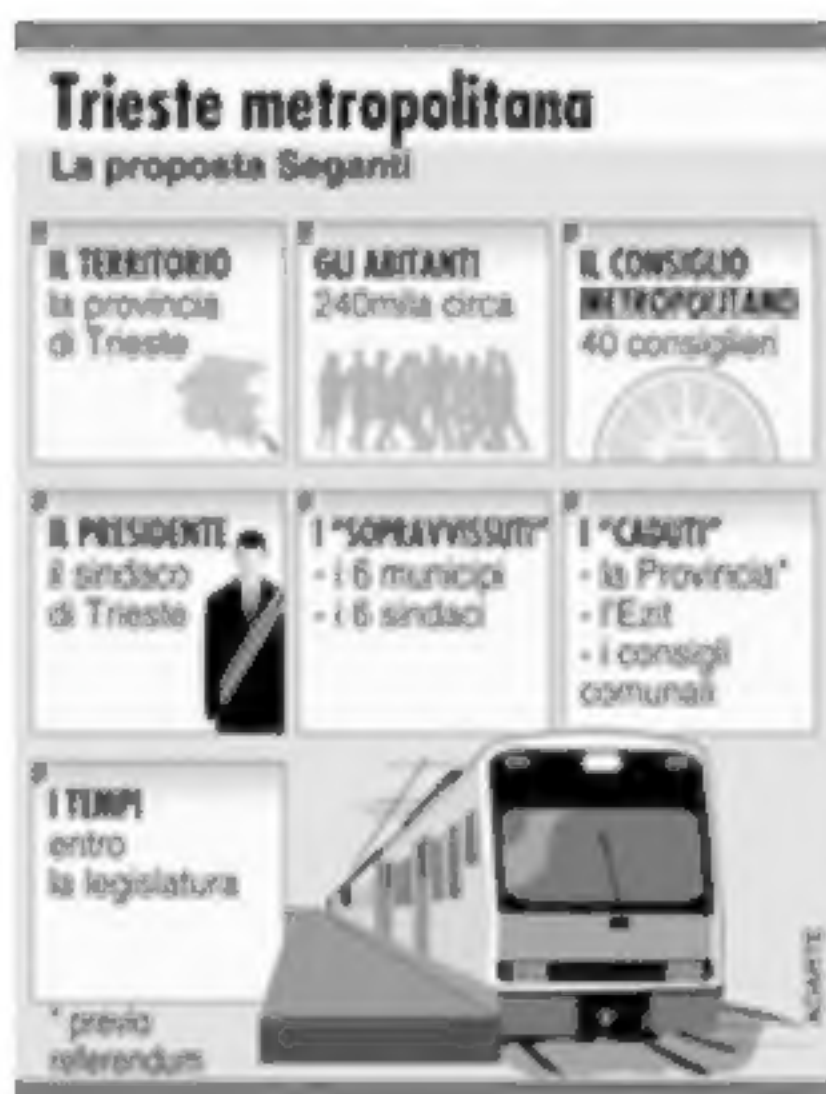 Trieste metropolitana
La proposta Seganti
IL TERRITORIO
la provincia
di Trieste
GLI ABITANTI
240mila circa
IL CONSIGLIO
METROPOLITANO
40 consiglieri
IL PRESIDENTE
il sindaco
di Trieste
I "SOPRAVVISSUTI"
- i 6 municipi
- i 6 sindaci
I "CADUTI"
- la Provincia*
- l'Ezit
- i consigli
comunali
I TEMPI
entro
la legislatura
* previo
referendum